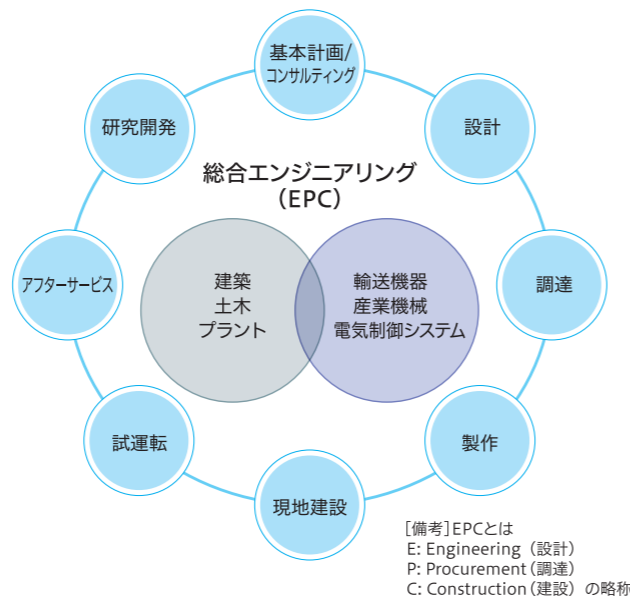 基本計画/
コンサルティング
研究開発
設計
総合エンジニアリング
(EPC)
アフターサービス
建築
土木
プラント
輸送機器
産業機械
電気制御システム
調達
試運転
製作
現地建設
[備考]EPCとは
E: Engineering (設計)
P: Procurement (調達)
C: Construction (建設) の略称